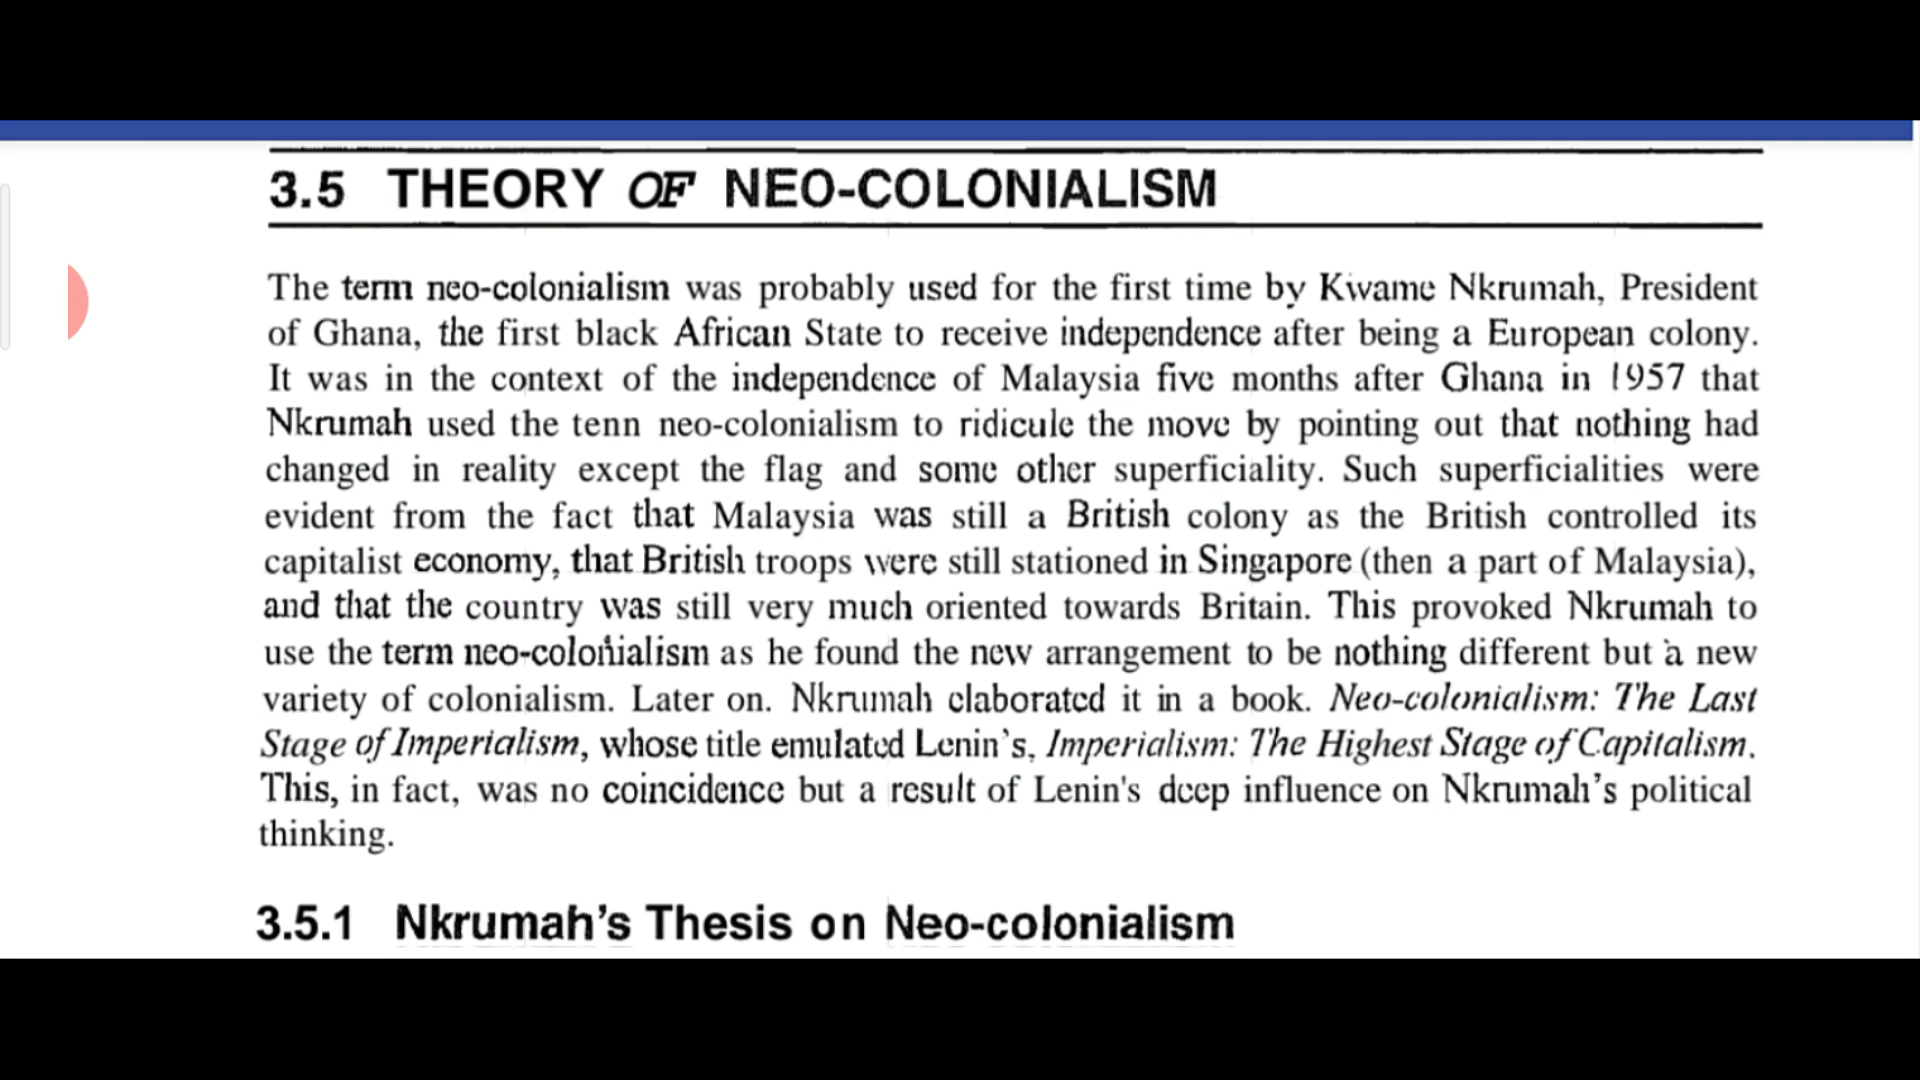 3.5 THEORY OF NEO-COLONIALISM
The term neo-colonialism was probably used for the first time by Kwame Nkrumah, President
of Ghana, the first black African State to receive independence after being a European colony.
It was in the context of the independence of Malaysia five months after Ghana in 1957 that
Nkrumah used the tenn neo-colonialism to ridicule the move by pointing out that nothing had
changed in reality except the flag and some other superficiality. Such superficialities were
evident from the fact that Malaysia was still a British colony as the British controlled its
capitalist economy, that British troops were still stationed in Singapore (then a part of Malaysia),
and that the country was still very much oriented towards Britain. This provoked Nkrumah to
use the term neo-colonialism as he found the new arrangement to be nothing different but a new
variety of colonialism. Later on. Nkrumah elaborated it in a book. Neo-colonialism: The Last
Stage of Imperialism, whose title emulated Lenin's, Imperialism: The Highest Stage of Capitalism.
This, in fact, was no coincidence but a result of Lenin's deep influence on Nkrumah's political
thinking.
3.5.1 Nkrumah's Thesis on Neo-colonialism